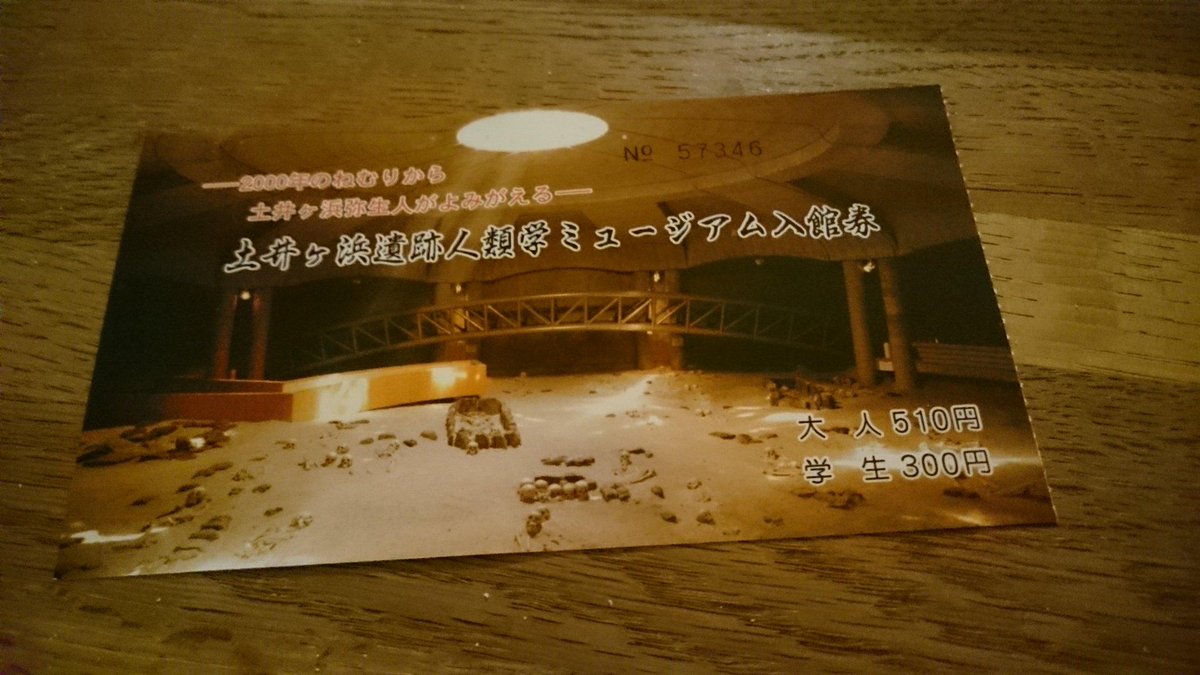 No 57346
——2000年のねむりから
土井ヶ浜弥生人がよみがえる——
土井ヶ浜遺跡人類学ミュージアム入館券
大 人 510円
学 生 300円